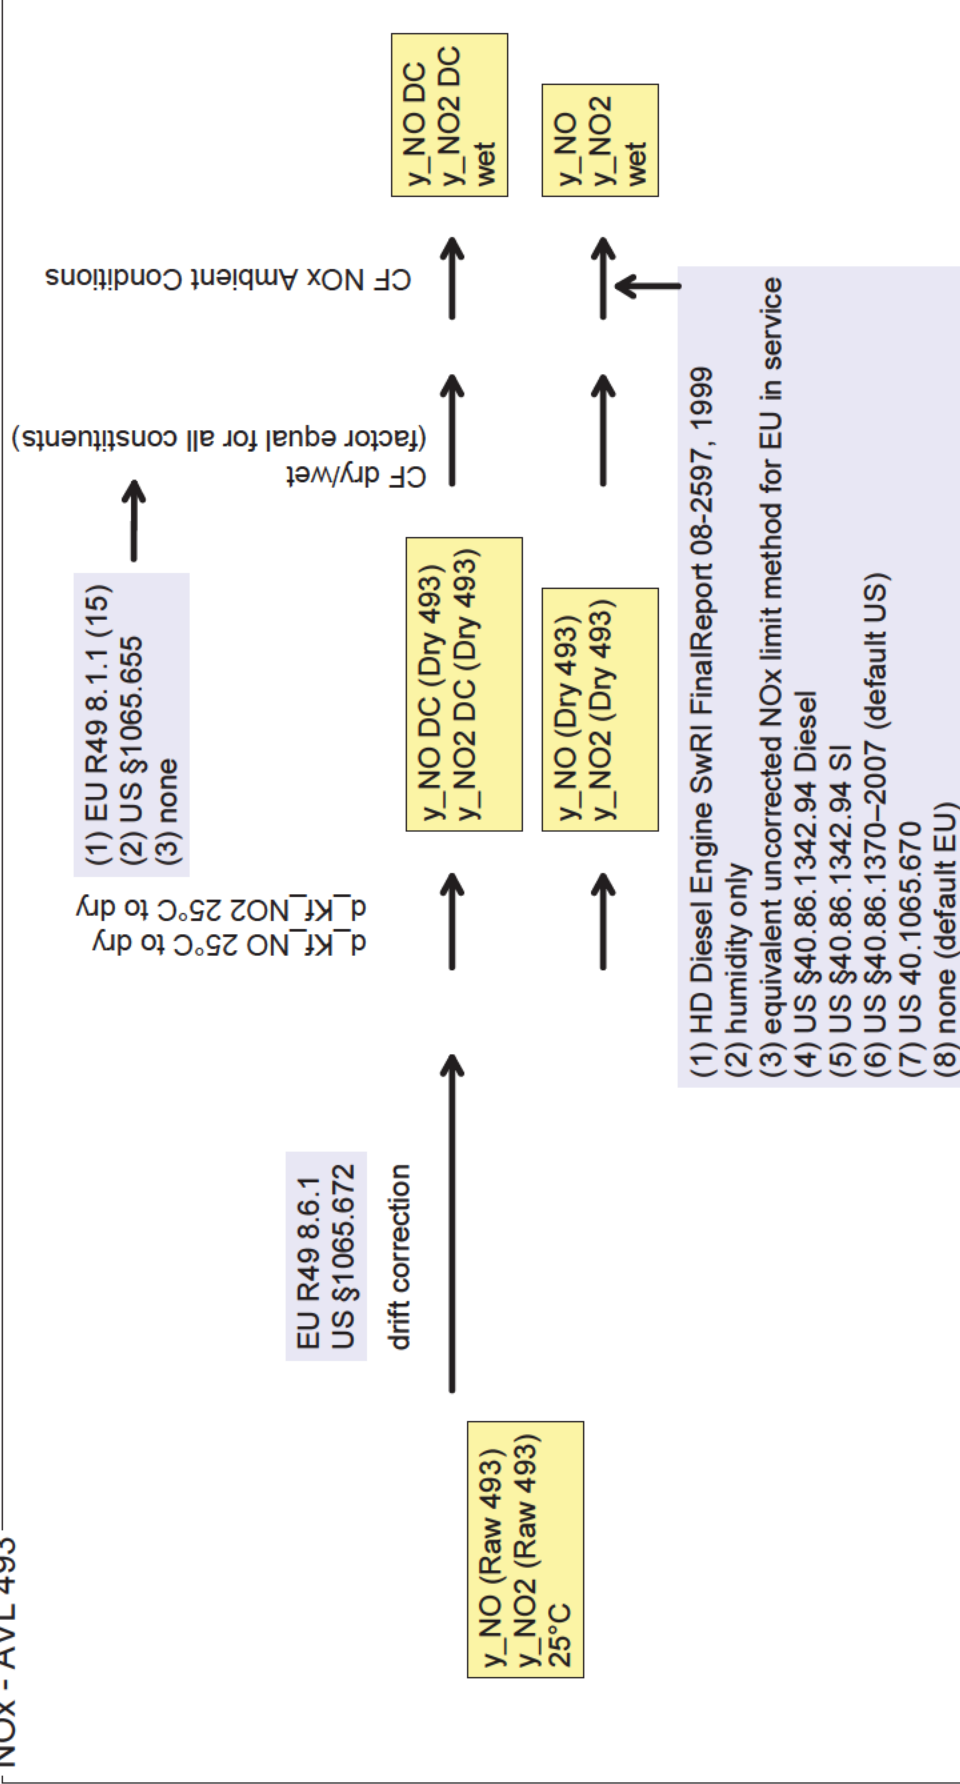 NOx - AVL 493
y_NO (Raw 493)
y_NO2 (Raw 493)
25°C
EU R49 8.6.1
US §1065.672
drift correction
d_Kf_NO 25°C to dry
d_Kf_NO2 25°C to dry
y_NO DC (Dry 493)
y_NO2 DC (Dry 493)
y_NO (Dry 493)
y_NO2 (Dry 493)
(1) EU R49 8.1.1 (15)
(2) US §1065.655
(3) none
CF dry/wet
(factor equal for all constituents)
CF NOx Ambient Conditions
y_NO DC
y_NO2 DC
wet
y_NO
y_NO2
wet
(1) HD Diesel Engine SwRI FinalReport 08-2597, 1999
(2) humidity only
(3) equivalent uncorrected NOx limit method for EU in service
(4) US §40.86.1342.94 Diesel
(5) US §40.86.1342.94 SI
(6) US §40.86.1370–2007 (default US)
(7) US 40.1065.670
(8) none (default EU)